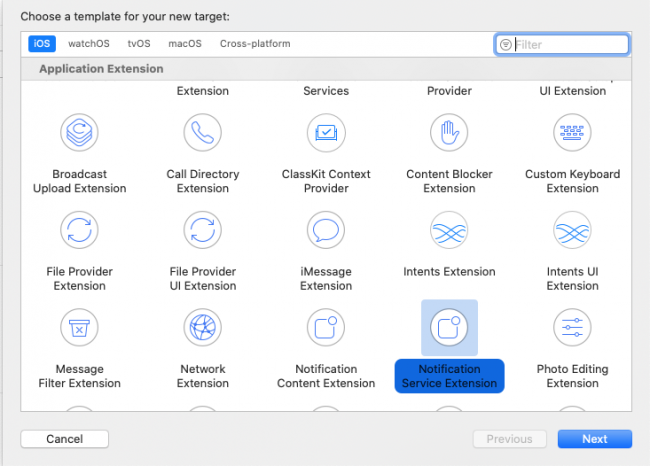 Choose a template for your new target:
iOS watchOS tvOS macOS Cross-platform Filter
Application Extension
Extension Services Provider UI Extension
Broadcast Upload Extension
Call Directory Extension
ClassKit Context Provider
Content Blocker Extension
Custom Keyboard Extension
File Provider Extension
File Provider UI Extension
iMessage Extension
Intents Extension
Intents UI Extension
Message Filter Extension
Network Extension
Notification Content Extension
Notification Service Extension
Photo Editing Extension
Cancel Previous Next